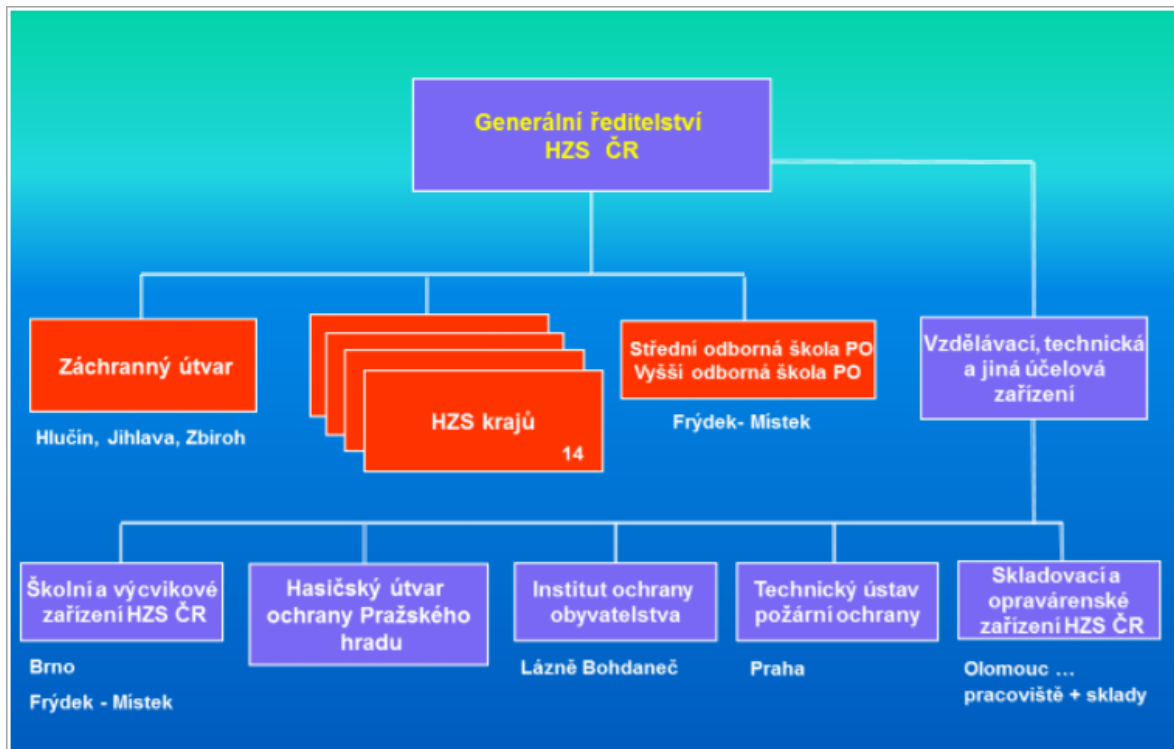 Generální ředitelství
HZS ČR
Záchranný útvar
Hlučín, Jihlava, Zbiroh
HZS krajů
14
Střední odborná škola PO
Vyšší odborná škola PO
Frýdek- Místek
Vzdělávací, technická
a jiná účelová
zařízení
Školní a výcvikové
zařízení HZS ČR
Brno
Frýdek - Místek
Hasičský útvar
ochrany Pražského
hradu
Institut ochrany
obyvatelstva
Lázně Bohdaneč
Technický ústav
požární ochrany
Praha
Skladovací a
opravárenské
zařízení HZS ČR
Olomouc ...
pracoviště + sklady